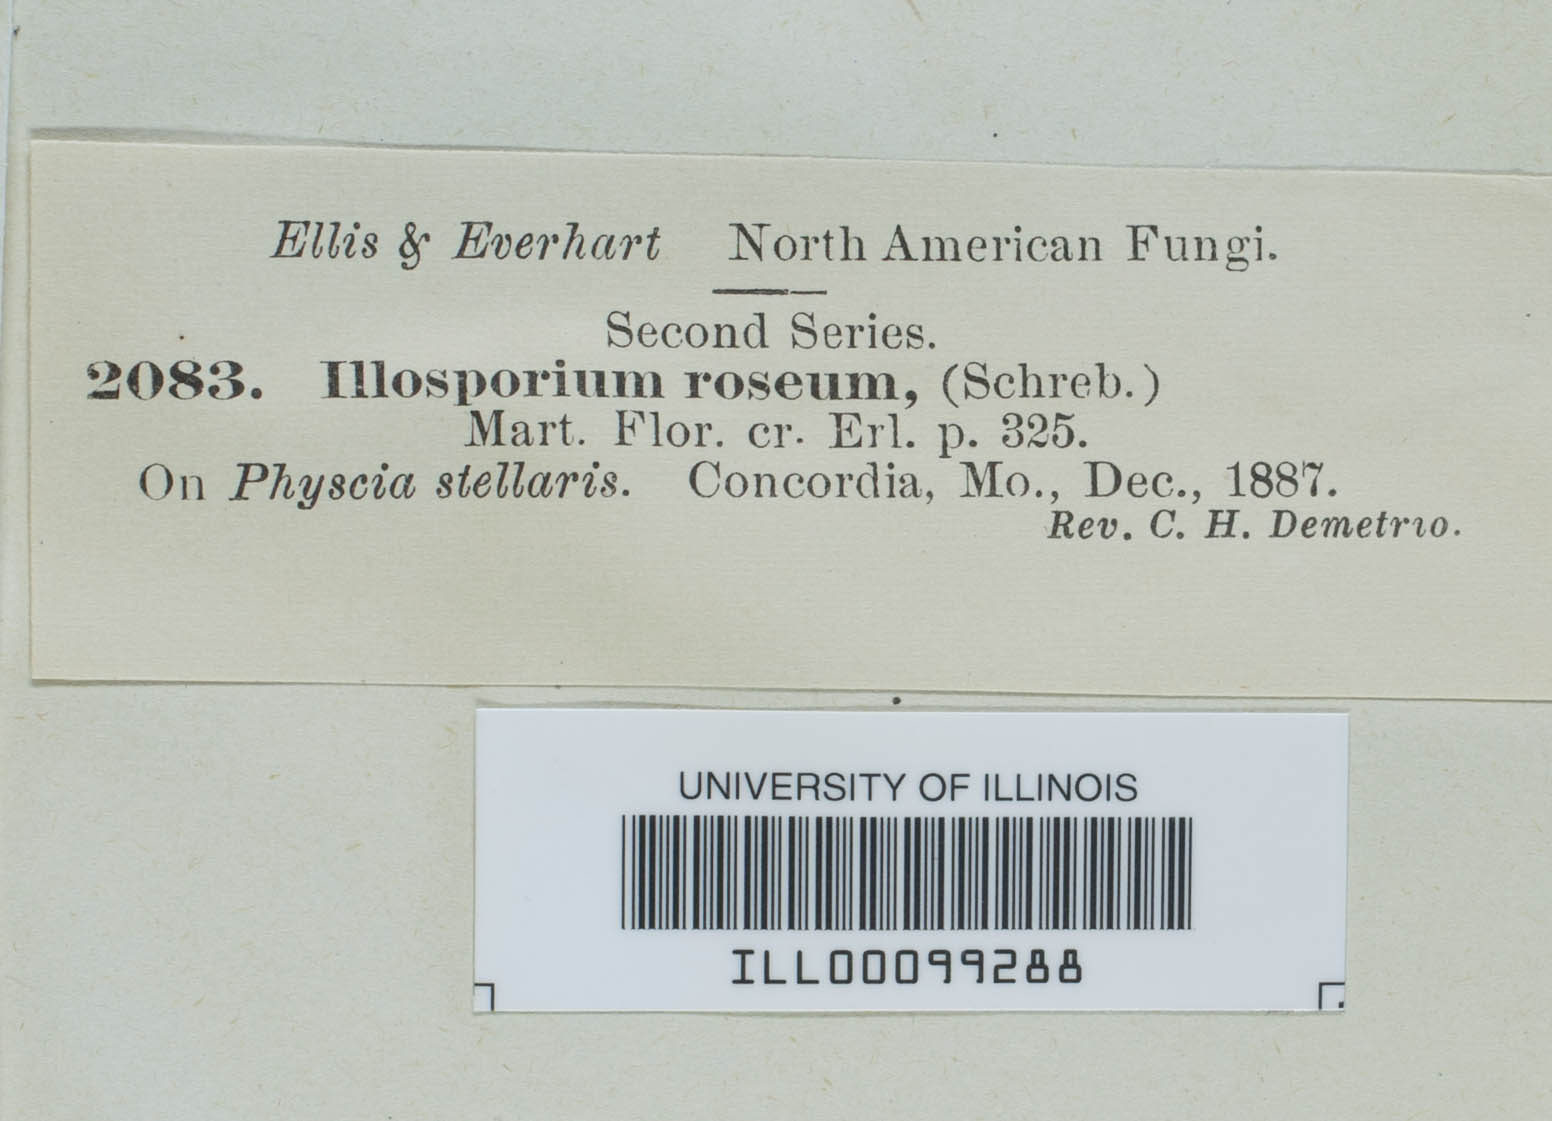 Ellis & Everhart North American Fungi.
Second Series.
2083. Illosporium roseum, (Schreb.)
Mart. Flor. cr. Erl. p. 325.
On Physcia stellaris. Concordia, Mo., Dec., 1887.
Rev. C. H. Demetrio.
UNIVERSITY OF ILLINOIS
ILL00099288